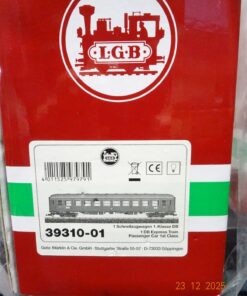 L.G.B
4011525979791
39310-01
1 Schnellzugwagen 1.Klasse DB
1 DB Express Train
Passenger Car 1st Class
Gebr. Märklin & Cie. GmbH · Stuttgarter Straße 55-57 · D-73033 Göppingen
23 12 2025